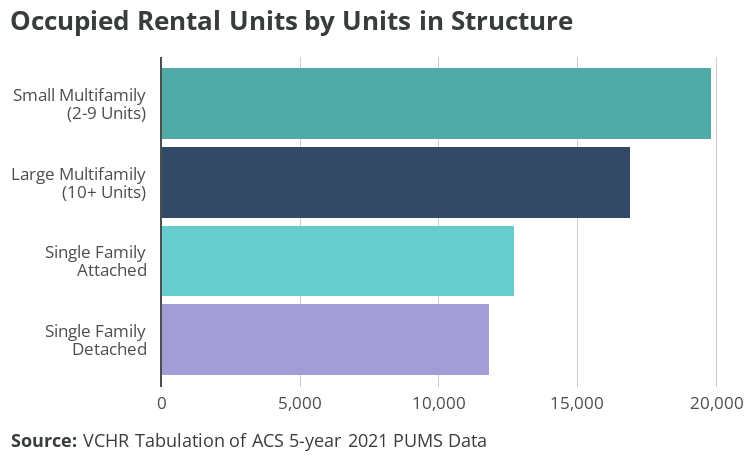 Occupied Rental Units by Units in Structure
Small Multifamily
(2-9 Units)
Large Multifamily
(10+ Units)
Single Family
Attached
Single Family
Detached
0 5,000 10,000 15,000 20,000
Source: VCHR Tabulation of ACS 5-year 2021 PUMS Data